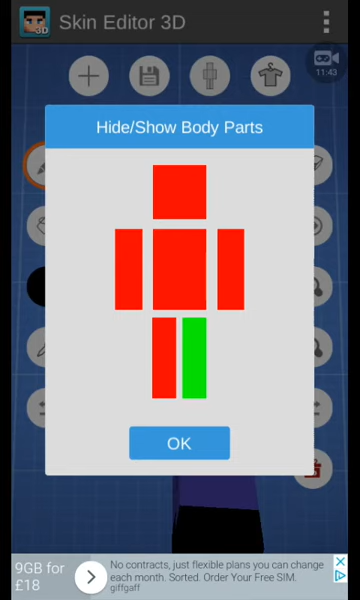 3D
Skin Editor 3D
11:43
Hide/Show Body Parts
OK
9GB for
£18
No contracts, just flexible plans you can
change each month. Sorted. Order Your Free SIM.
giffgaff